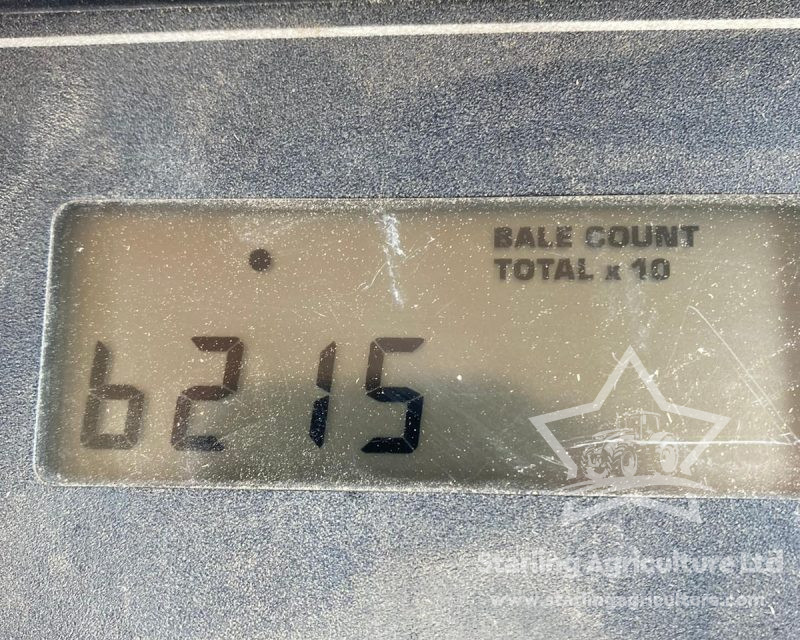 BALE COUNT
TOTAL x 10
6215
Starling Agriculture Ltd
www.starlingagriculture.com